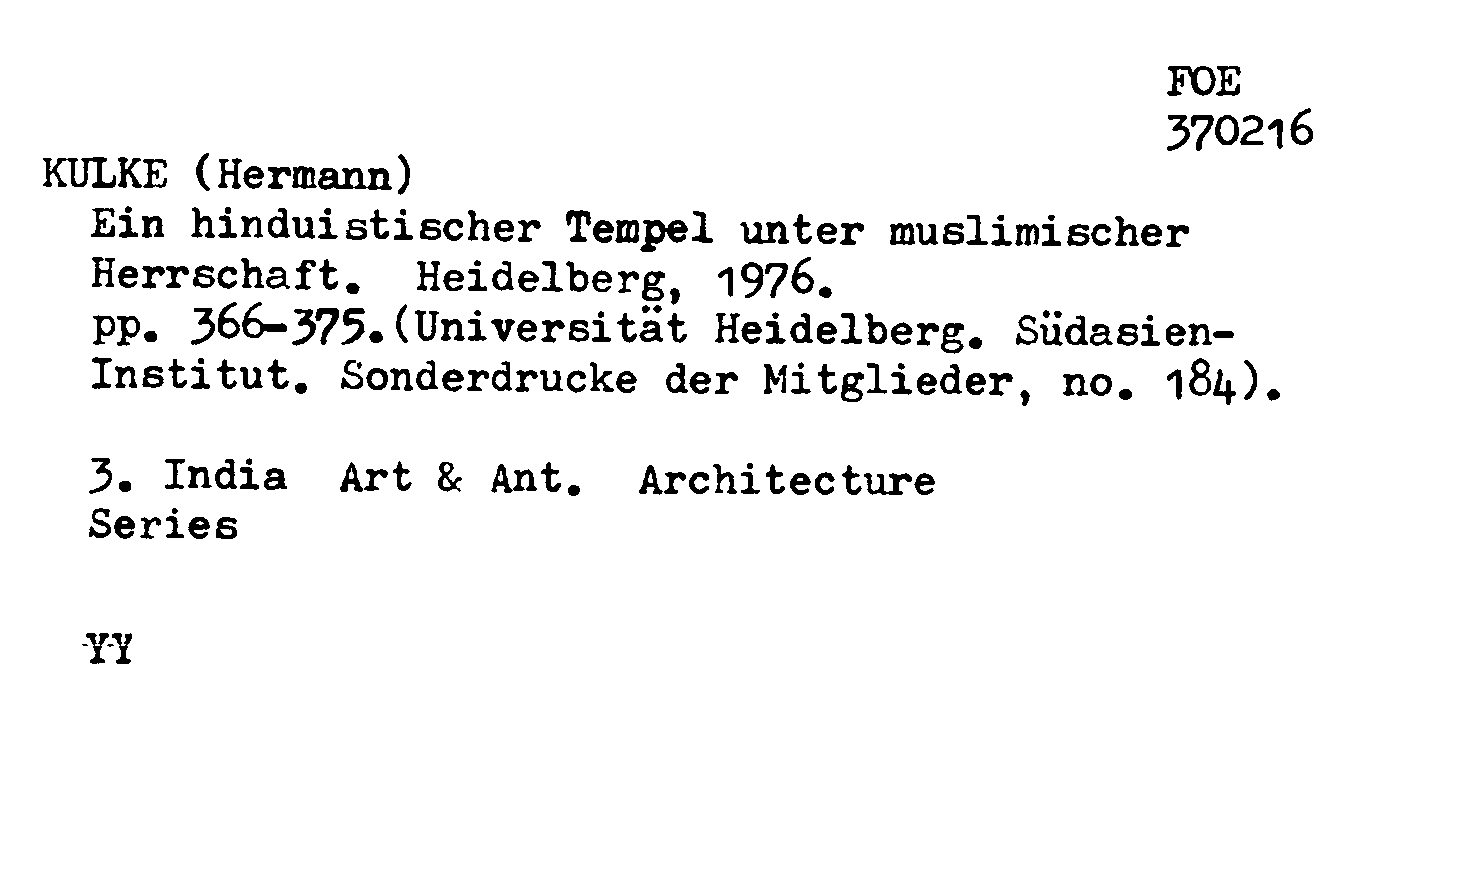 FOE
370216
KULKE (Hermann)
Ein hinduistischer Tempel unter muslimischer
Herrschaft. Heidelberg, 1976.
pp. 366-375.(Universität Heidelberg. Südasien-
Institut. Sonderdrucke der Mitglieder, no. 184).
3. India Art & Ant. Architecture
Series
YY